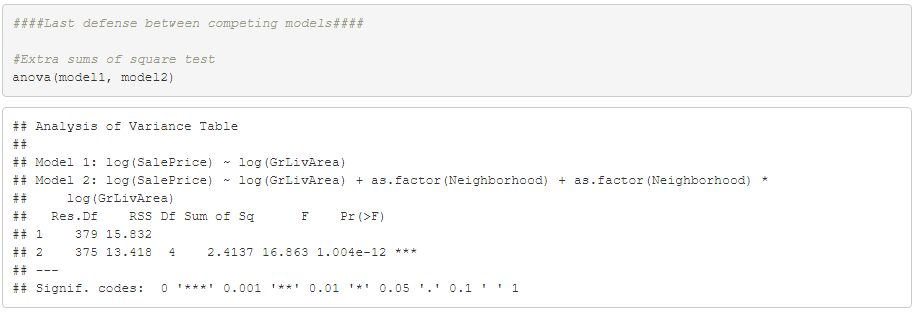 ####Last defense between competing models####
#Extra sums of square test
anova(model1, model2)
## Analysis of Variance Table
##
## Model 1: log(SalePrice) ~ log(GrLivArea)
## Model 2: log(SalePrice) ~ log(GrLivArea) + as.factor(Neighborhood) + as.factor(Neighborhood) *
##     log(GrLivArea)
##   Res.Df    RSS Df Sum of Sq      F    Pr(>F)
## 1    379 15.832
## 2    375 13.418  4    2.4137 16.863 1.004e-12 ***
## ---
## Signif. codes:  0 '***' 0.001 '**' 0.01 '*' 0.05 '.' 0.1 ' ' 1